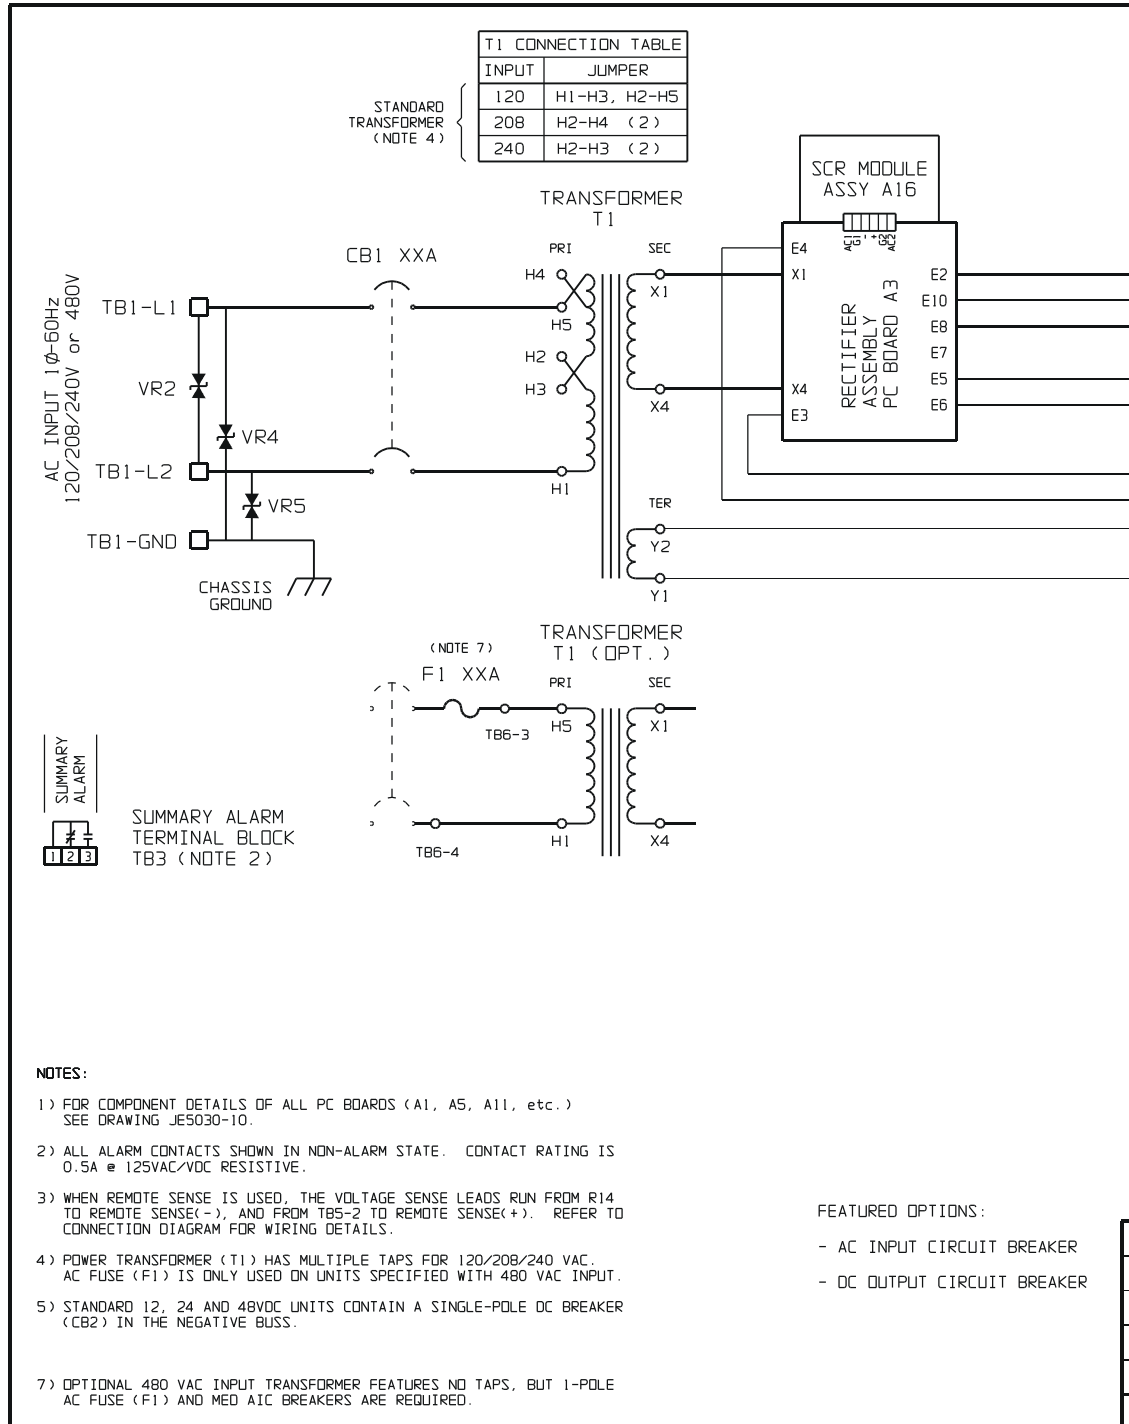 T1 CONNECTION TABLE
INPUT JUMPER
120 H1-H3, H2-H5
208 H2-H4 (2)
240 H2-H3 (2)
STANDARD
TRANSFORMER
(NOTE 4)
SCR MODULE
ASSY A16
AC1
G1
-
+
G2
AC2
TRANSFORMER
T1
PRI
SEC
CB1 XXA
H4
H5
H2
H3
H1
X1
X4
TER
Y2
Y1
E4
X1
X4
E3
RECTIFIER
ASSEMBLY
PC BOARD A3
E2
E10
E8
E7
E5
E6
AC INPUT 1Ø-60Hz
120/208/240V or 480V
TB1-L1
VR2
VR4
TB1-L2
VR5
TB1-GND
CHASSIS
GROUND
TRANSFORMER
T1 (OPT.)
(NOTE 7)
F1 XXA
PRI
SEC
TB6-3
H5
X1
TB6-4
H1
X4
SUMMARY
ALARM
1 2 3
SUMMARY ALARM
TERMINAL BLOCK
TB3 (NOTE 2)
NOTES:
1) FOR COMPONENT DETAILS OF ALL PC BOARDS (A1, A5, A11, etc.)
SEE DRAWING JE5030-10.
2) ALL ALARM CONTACTS SHOWN IN NON-ALARM STATE. CONTACT RATING IS
0.5A @ 125VAC/VDC RESISTIVE.
3) WHEN REMOTE SENSE IS USED, THE VOLTAGE SENSE LEADS RUN FROM R14
TO REMOTE SENSE(-), AND FROM TB5-2 TO REMOTE SENSE(+). REFER TO
CONNECTION DIAGRAM FOR WIRING DETAILS.
4) POWER TRANSFORMER (T1) HAS MULTIPLE TAPS FOR 120/208/240 VAC.
AC FUSE (F1) IS ONLY USED ON UNITS SPECIFIED WITH 480 VAC INPUT.
5) STANDARD 12, 24 AND 48VDC UNITS CONTAIN A SINGLE-POLE DC BREAKER
(CB2) IN THE NEGATIVE BUSS.
7) OPTIONAL 480 VAC INPUT TRANSFORMER FEATURES NO TAPS, BUT 1-POLE
AC FUSE (F1) AND MED AIC BREAKERS ARE REQUIRED.
FEATURED OPTIONS:
- AC INPUT CIRCUIT BREAKER
- DC OUTPUT CIRCUIT BREAKER